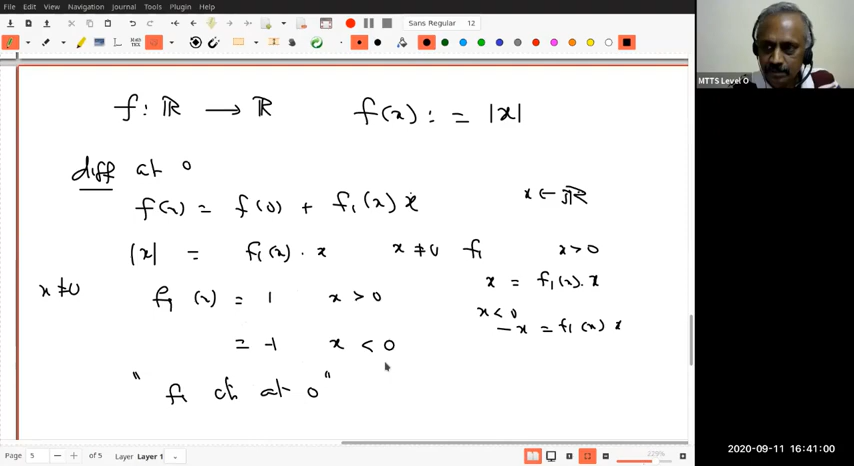 File Edit View Navigation Journal Tools Plugin Help
Sans Regular 12
f : ℝ → ℝ f(x) := |x|
diff at 0
f(x) = f(0) + f₁(x) x x ∈ ℝ
|x| = f₁(x) · x x ≠ 0 f₁ x > 0
x = f₁(x) · x
x ≠ 0 f₁(x) = 1 x > 0
x < 0
-x = f₁(x) x
= -1 x < 0
" f₁ at 0 "
MTTS Level O
Page 5 of 5 Layer Layer 1 229%
2020-09-11 16:41:00